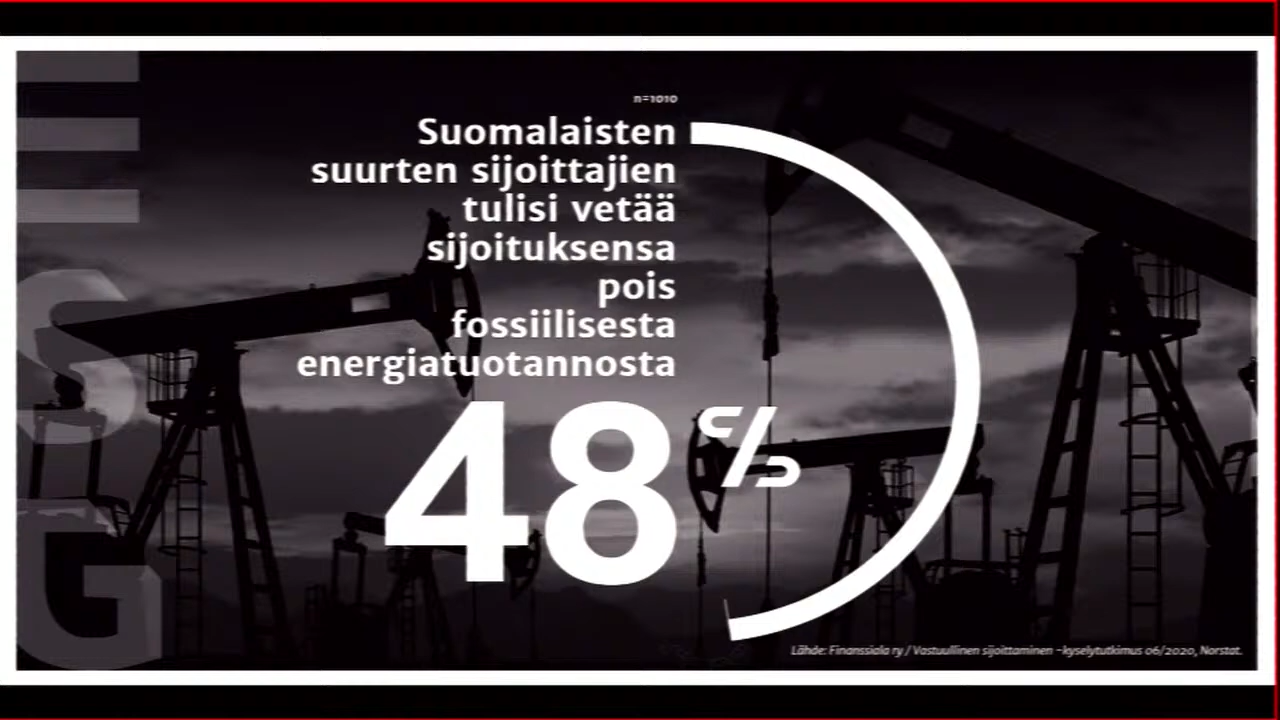 E
S
G
n=1010
Suomalaisten
suurten sijoittajien
tulisi vetää
sijoituksensa
pois
fossiilisesta
energiatuotannosta
48%
Lähde: Finanssiala ry / Vastuullinen sijoittaminen -kyselytutkimus 06/2020, Norstat.